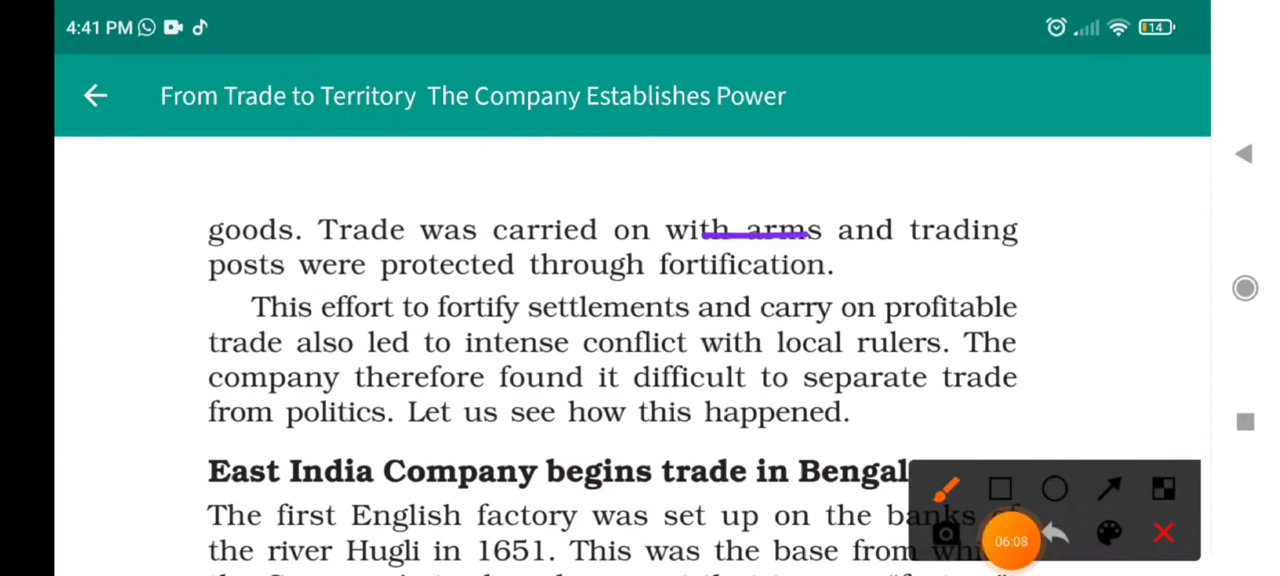 4:41 PM
14
From Trade to Territory The Company Establishes Power
goods. Trade was carried on with arms and trading
posts were protected through fortification.
This effort to fortify settlements and carry on profitable
trade also led to intense conflict with local rulers. The
company therefore found it difficult to separate trade
from politics. Let us see how this happened.
East India Company begins trade in Bengal
The first English factory was set up on the banks of
06:08
the river Hugli in 1651. This was the base from